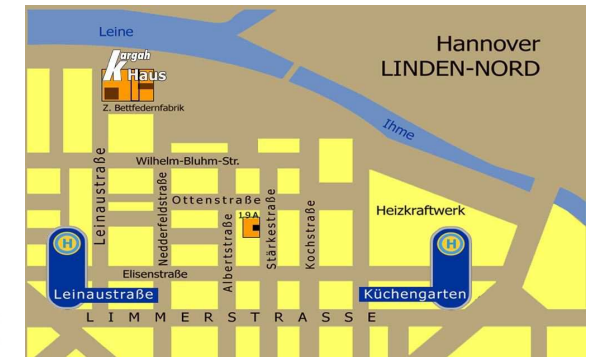 Leine
Hannover
LINDEN-NORD
kargah
Haus
Z. Bettfedernfabrik
Ihme
Wilhelm-Bluhm-Str.
Leinaustraße
Nedderfeldstraße
Ottenstraße
19A
Albertstraße
Stärkestraße
Kochstraße
Heizkraftwerk
H
H
Elisenstraße
Leinaustraße
Küchengarten
LIMMERSTRASSE